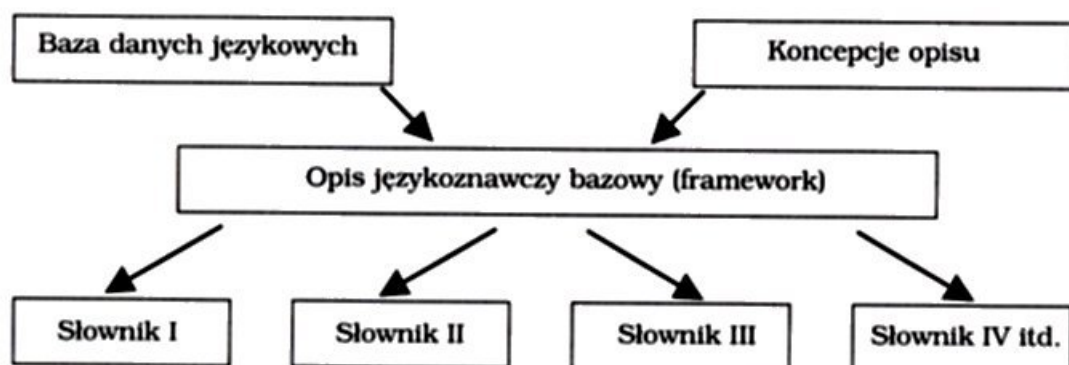 Baza danych językowych
Koncepcje opisu
Opis językoznawczy bazowy (framework)
Słownik I
Słownik II
Słownik III
Słownik IV itd.